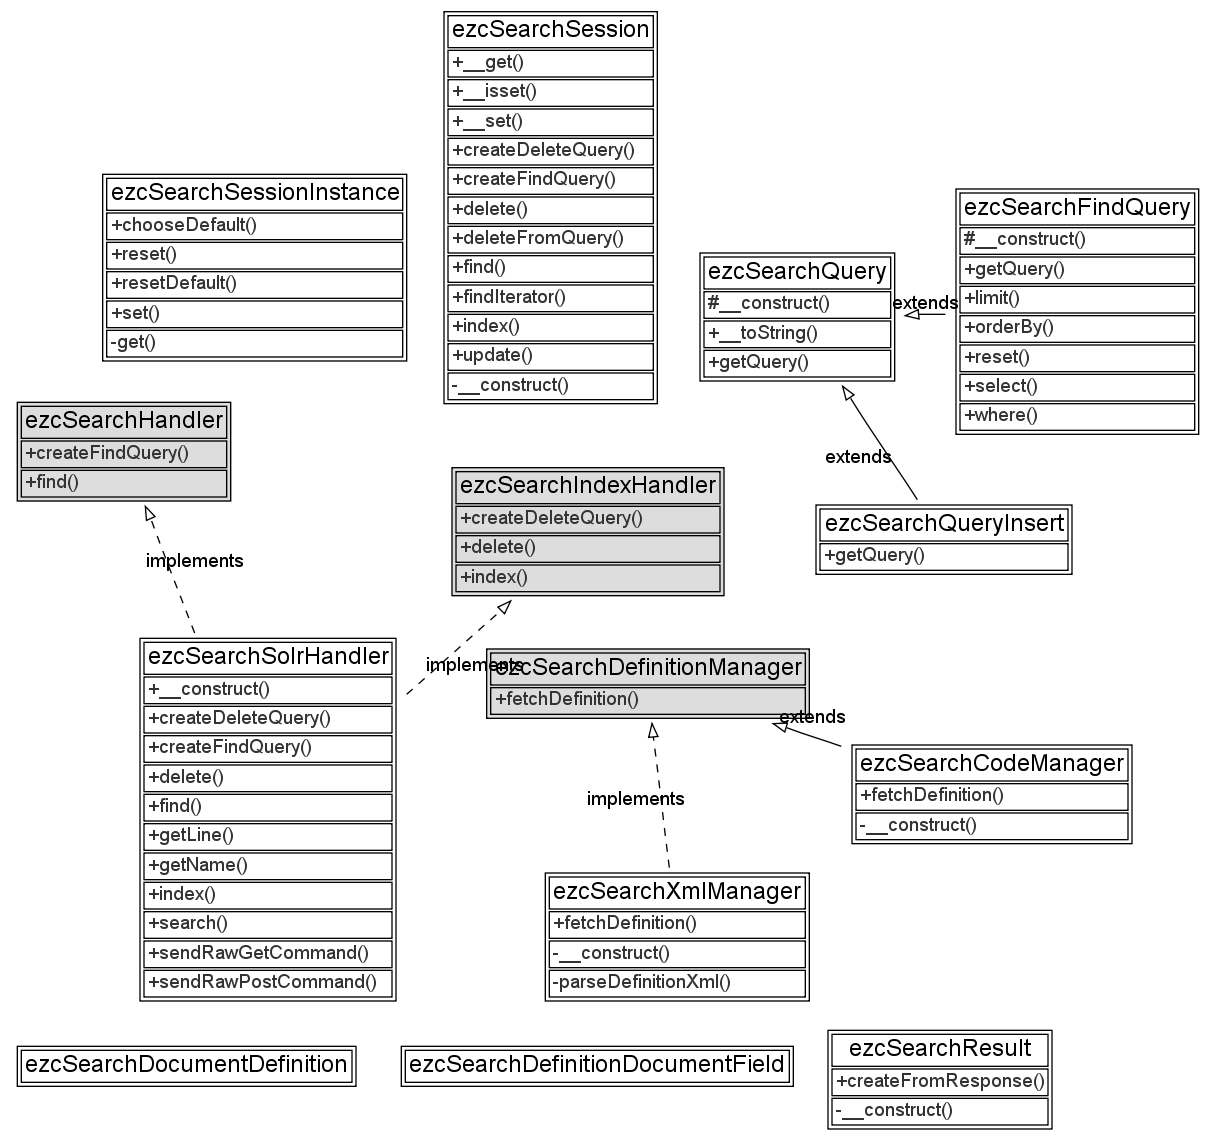 ezcSearchSession
+__get()
+__isset()
+__set()
+createDeleteQuery()
+createFindQuery()
+delete()
+deleteFromQuery()
+find()
+findIterator()
+index()
+update()
-__construct()
ezcSearchSessionInstance
+chooseDefault()
+reset()
+resetDefault()
+set()
-get()
ezcSearchQuery
#__construct()
+__toString()
+getQuery()
extends
ezcSearchFindQuery
#__construct()
+getQuery()
+limit()
+orderBy()
+reset()
+select()
+where()
ezcSearchHandler
+createFindQuery()
+find()
implements
ezcSearchIndexHandler
+createDeleteQuery()
+delete()
+index()
extends
ezcSearchQueryInsert
+getQuery()
ezcSearchSolrHandler
+__construct()
+createDeleteQuery()
+createFindQuery()
+delete()
+find()
+getLine()
+getName()
+index()
+search()
+sendRawGetCommand()
+sendRawPostCommand()
implements
ezcSearchDefinitionManager
+fetchDefinition()
extends
ezcSearchCodeManager
+fetchDefinition()
-__construct()
implements
ezcSearchXmlManager
+fetchDefinition()
-__construct()
-parseDefinitionXml()
ezcSearchDocumentDefinition
ezcSearchDefinitionDocumentField
ezcSearchResult
+createFromResponse()
-__construct()